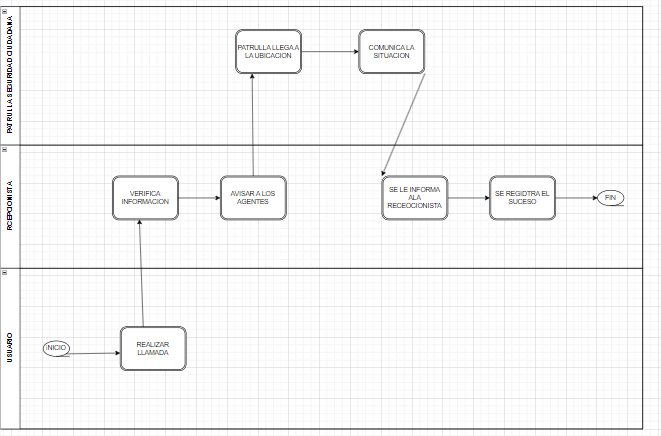 PATRULLA SEGURIDAD CIUDADANA
PATRULLA LLEGA A
LA UBICACION
COMUNICA LA
SITUACION
RCEPCIONISTA
VERIFICA
INFORMACION
AVISAR A LOS
AGENTES
SE LE INFORMA
ALA
RECEOCIONISTA
SE REGIDTRA EL
SUCESO
FIN
USUARIO
INICIO
REALIZAR
LLAMADA